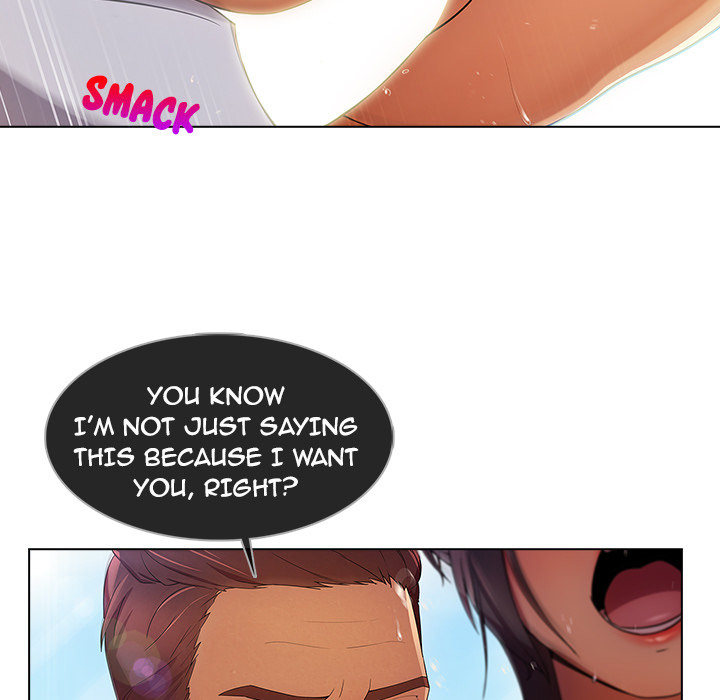 SMACK
YOU KNOW
I'M NOT JUST SAYING
THIS BECAUSE I WANT
YOU, RIGHT?